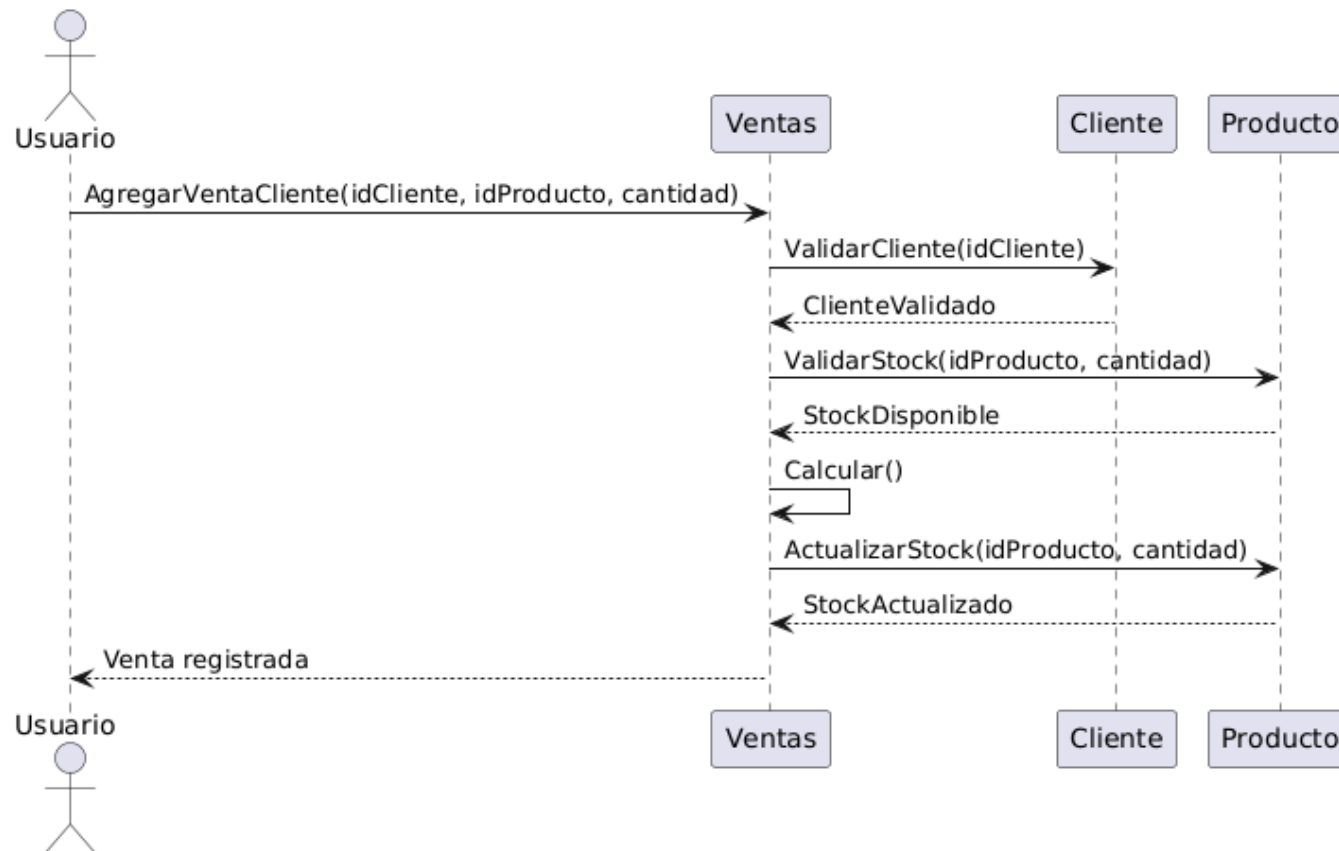 Usuario
Ventas
Cliente
Producto
AgregarVentaCliente(idCliente, idProducto, cantidad)
ValidarCliente(idCliente)
ClienteValidado
ValidarStock(idProducto, cantidad)
StockDisponible
Calcular()
ActualizarStock(idProducto, cantidad)
StockActualizado
Venta registrada
Usuario
Ventas
Cliente
Producto